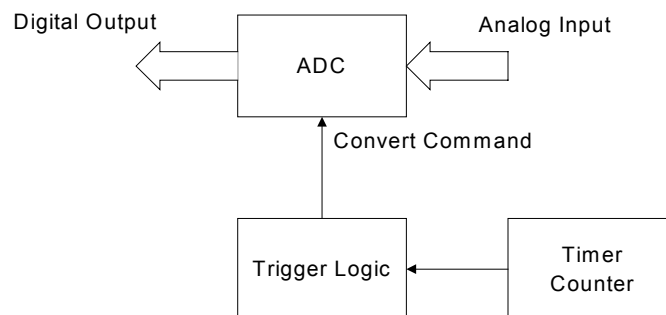 Digital Output
Analog Input
ADC
Convert Command
Trigger Logic
Timer
Counter